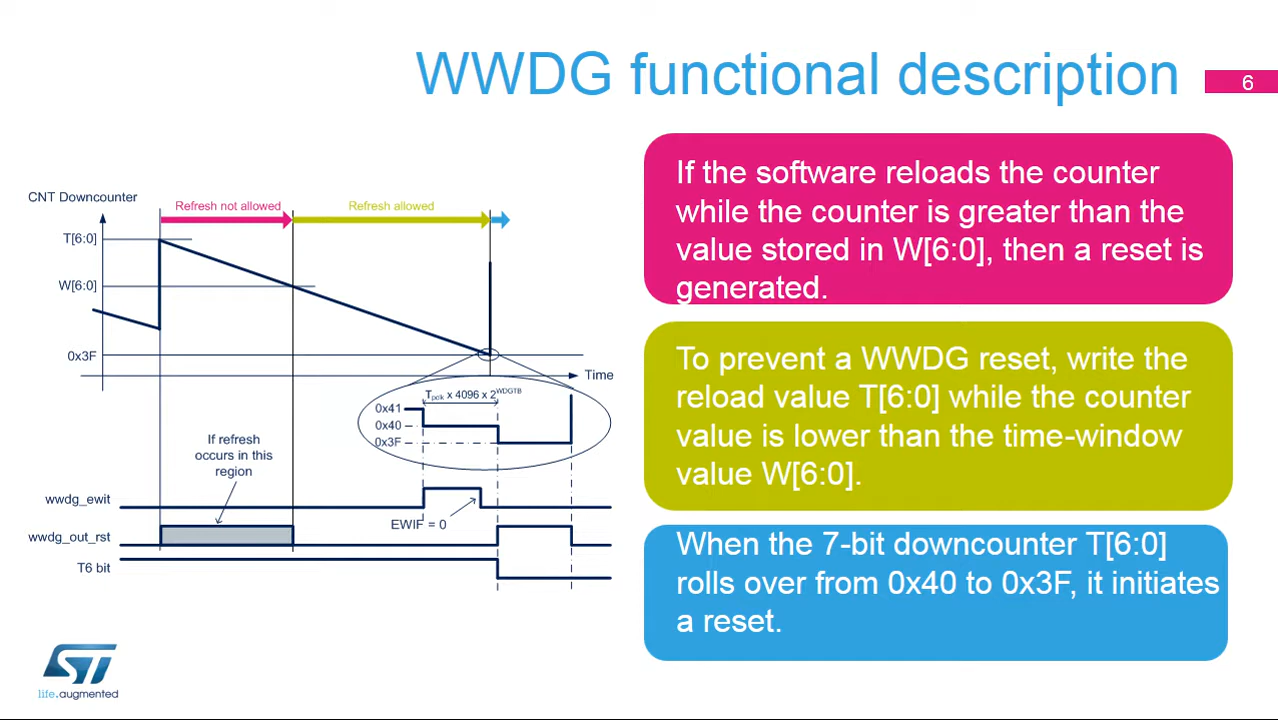 WWDG functional description
6
CNT Downcounter
Refresh not allowed
Refresh allowed
T[6:0]
W[6:0]
0x3F
Time
Tpclk x 4096 x 2^WDGTB
0x41
0x40
0x3F
If refresh
occurs in this
region
wwdg_ewit
EWIF = 0
wwdg_out_rst
T6 bit
If the software reloads the counter
while the counter is greater than the
value stored in W[6:0], then a reset is
generated.
To prevent a WWDG reset, write the
reload value T[6:0] while the counter
value is lower than the time-window
value W[6:0].
When the 7-bit downcounter T[6:0]
rolls over from 0x40 to 0x3F, it initiates
a reset.
ST
life.augmented